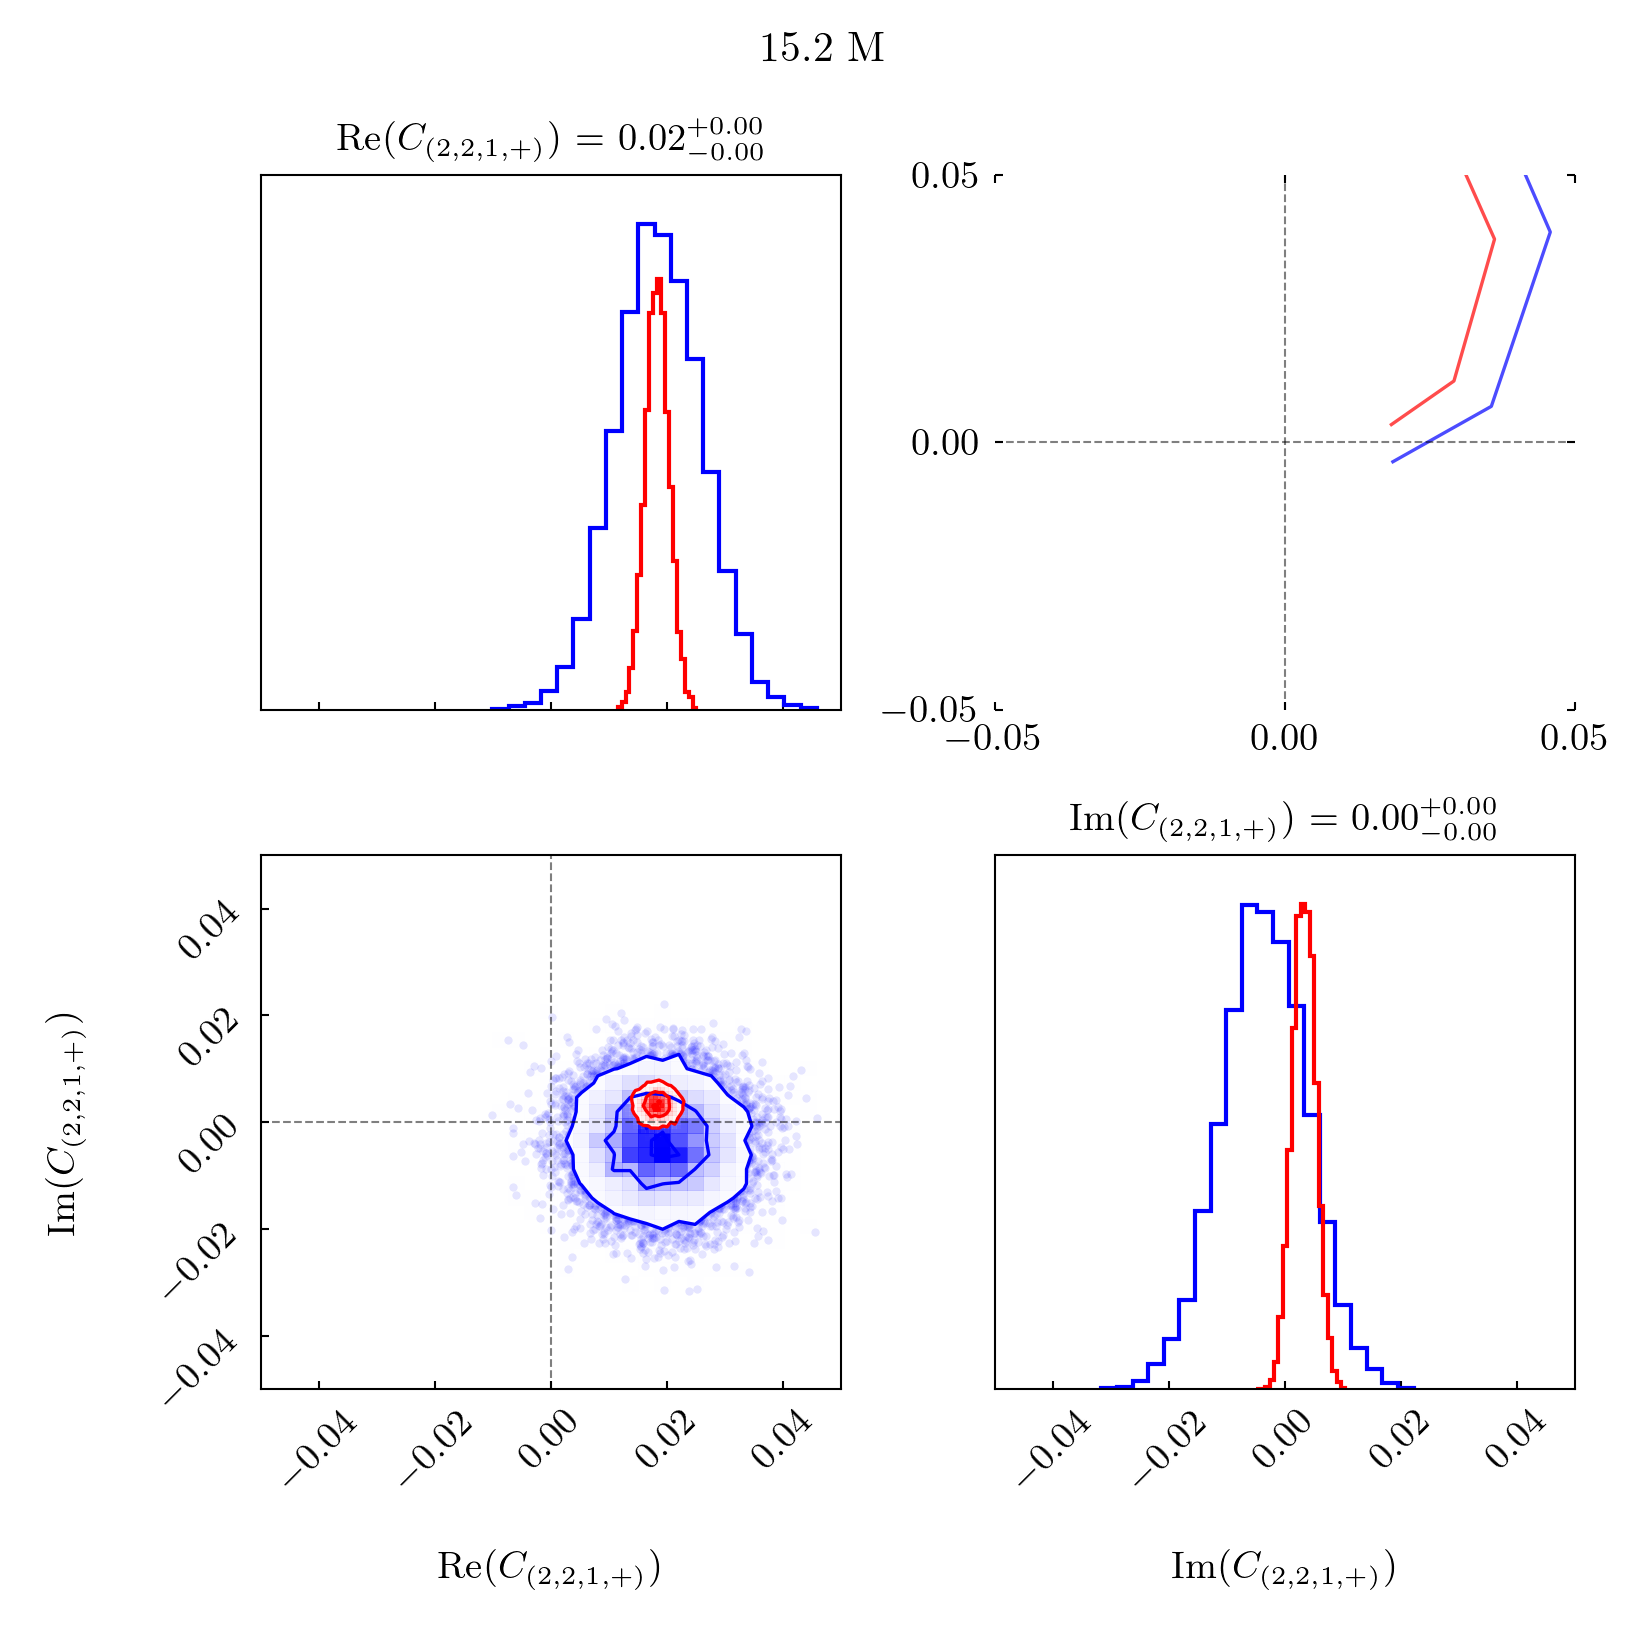 15.2 M
Re(C_{(2,2,1,+)}) = 0.02^{+0.00}_{-0.00}
0.05
0.00
−0.05
−0.05 0.00 0.05
Im(C_{(2,2,1,+)}) = 0.00^{+0.00}_{-0.00}
Im(C_{(2,2,1,+)})
0.04
0.02
0.00
−0.02
−0.04
−0.04 −0.02 0.00 0.02 0.04
−0.04 −0.02 0.00 0.02 0.04
Re(C_{(2,2,1,+)})
Im(C_{(2,2,1,+)})